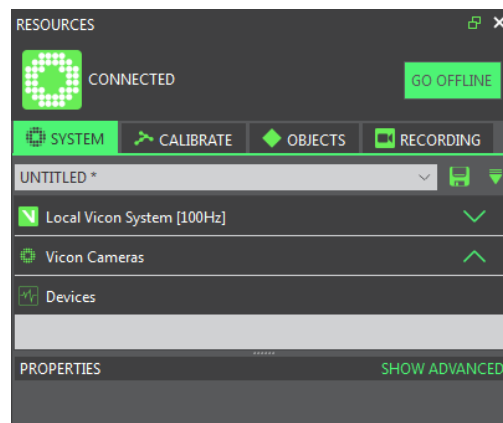 RESOURCES
CONNECTED
GO OFFLINE
SYSTEM CALIBRATE OBJECTS RECORDING
UNTITLED *
Local Vicon System [100Hz]
Vicon Cameras
Devices
PROPERTIES SHOW ADVANCED